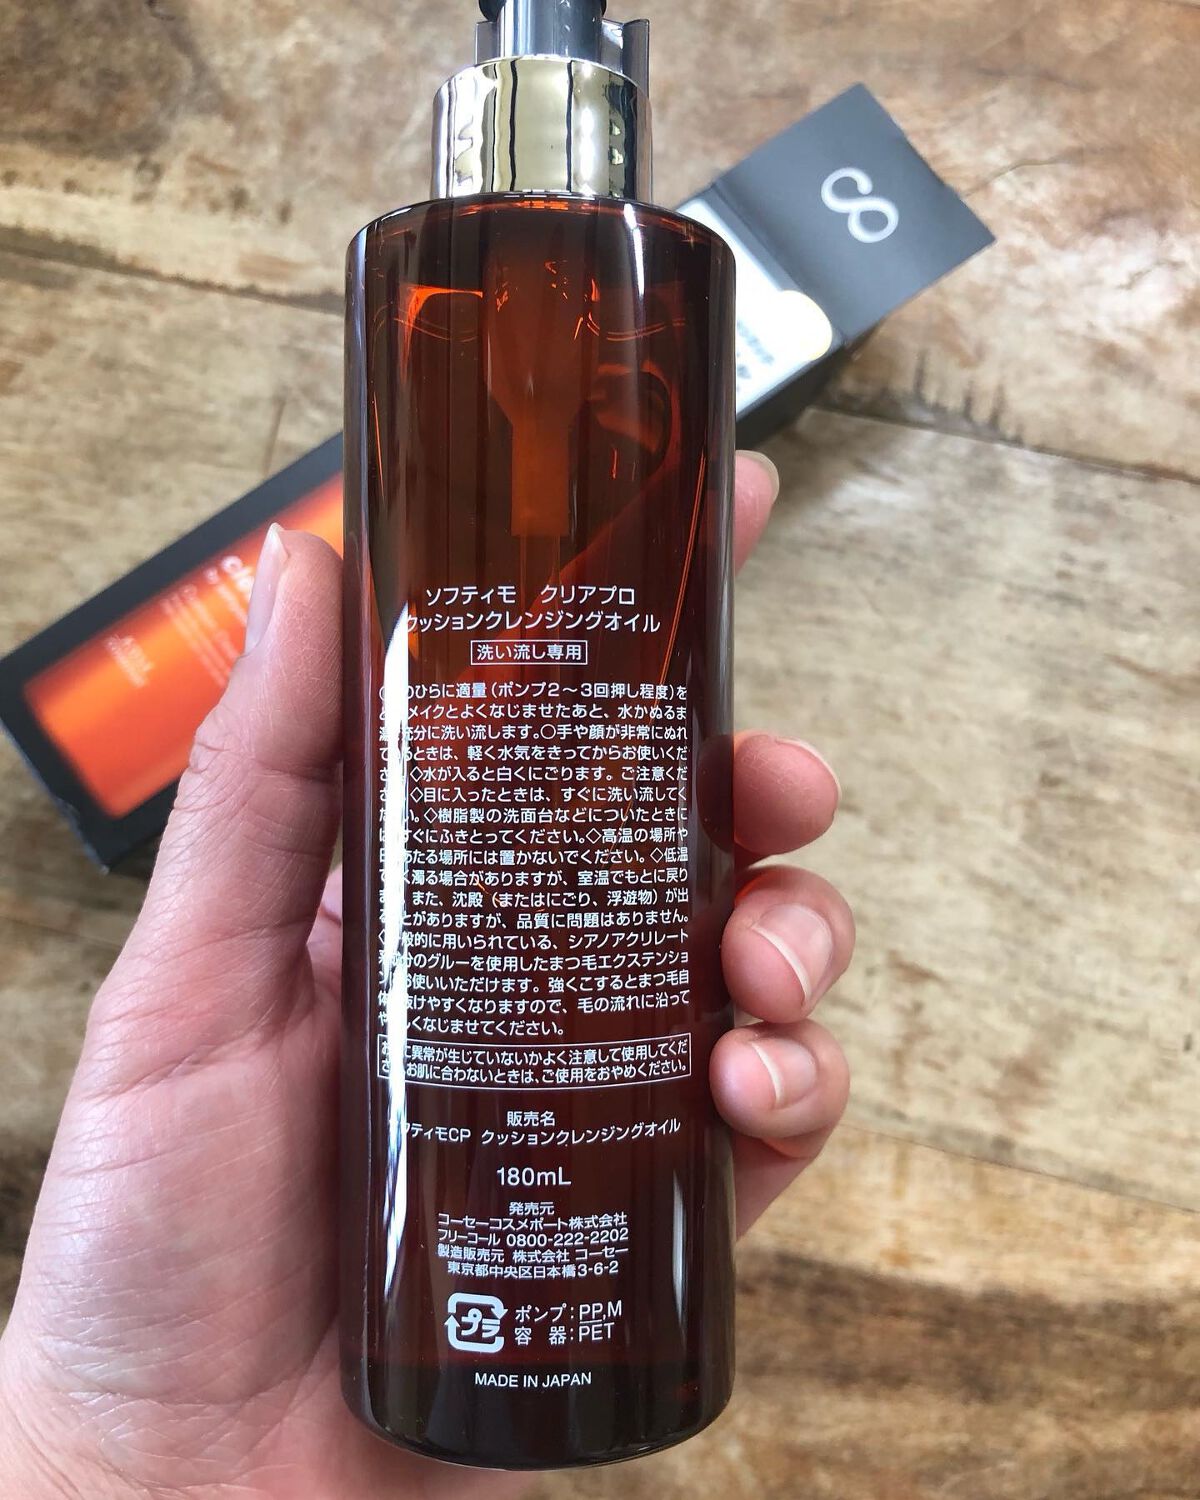 ソフティモ クリアプロ
クッションクレンジングオイル
洗い流し専用
のひらに適量(ポンプ2～3回押し程度)を
メイクとよくなじませたあと、水かぬるま
充分に洗い流します。○手や顔が非常にぬれ
るときは、軽く水気をきってからお使いくだ
◇水が入ると白くにごります。ご注意くだ
◇目に入ったときは、すぐに洗い流してく
い。◇樹脂製の洗面台などについたときに
すぐにふきとってください。◇高温の場所や
あたる場所には置かないでください。◇低温
く濁る場合がありますが、室温でもとに戻り
また、沈殿(またはにごり、浮遊物)が出
とがありますが、品質に問題はありません。
般的に用いられている、シアノアクリレート
分のグルーを使用したまつ毛エクステンショ
お使いいただけます。強くこするとまつ毛自
抜けやすくなりますので、毛の流れに沿って
しくなじませてください。
に異常が生じていないかよく注意して使用してくだ
お肌に合わないときは、ご使用をおやめください。
販売名
フティモCP クッションクレンジングオイル
180mL
発売元
コーセーコスメポート株式会社
フリーコール 0800-222-2202
製造販売元 株式会社 コーセー
東京都中央区日本橋3-6-2
プラ
ポンプ:PP,M
容 器:PET
MADE IN JAPAN